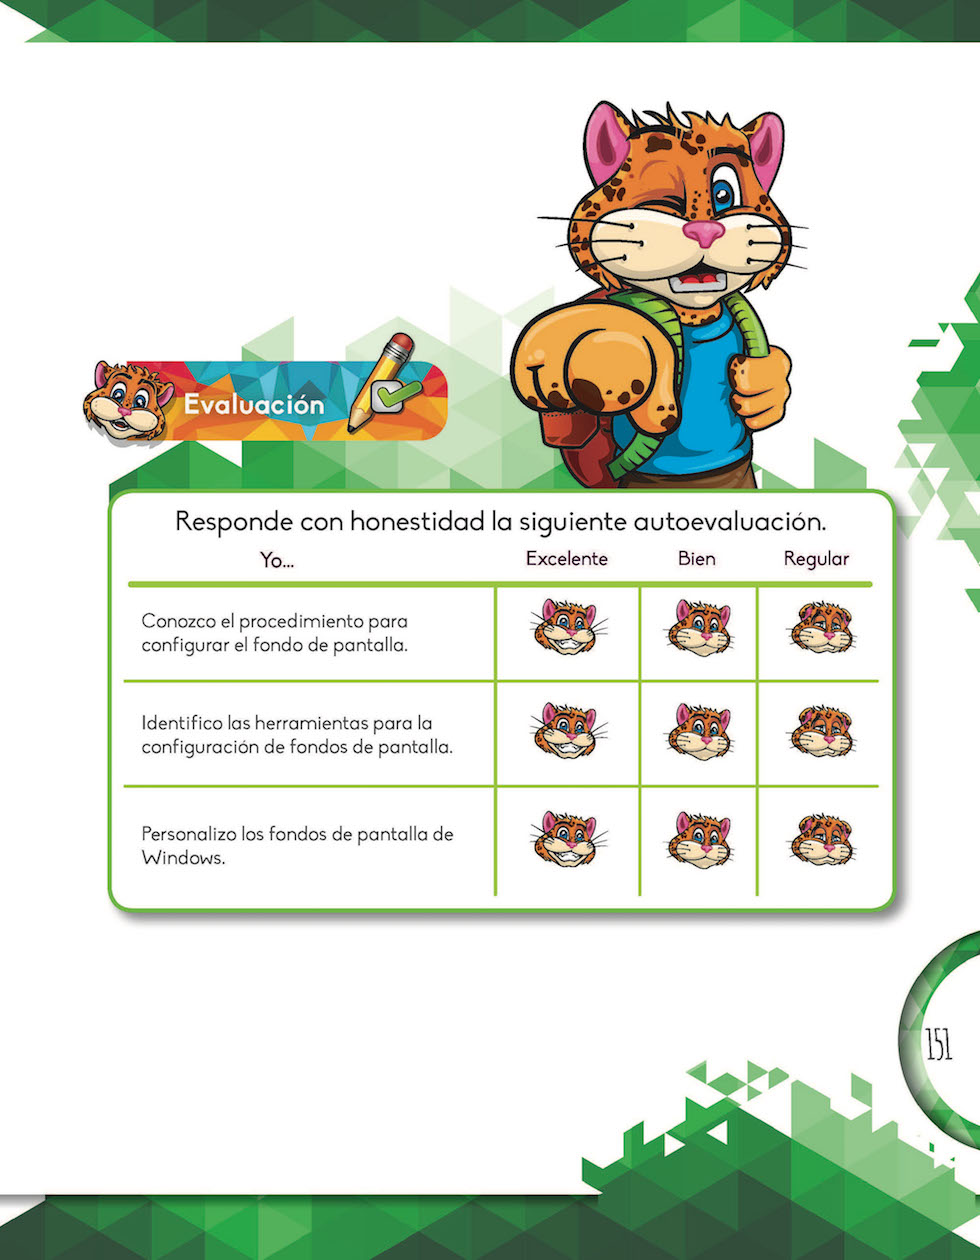 Evaluación
Responde con honestidad la siguiente autoevaluación.
Yo... Excelente Bien Regular
Conozco el procedimiento para
configurar el fondo de pantalla.
Identifico las herramientas para la
configuración de fondos de pantalla.
Personalizo los fondos de pantalla de
Windows.
151